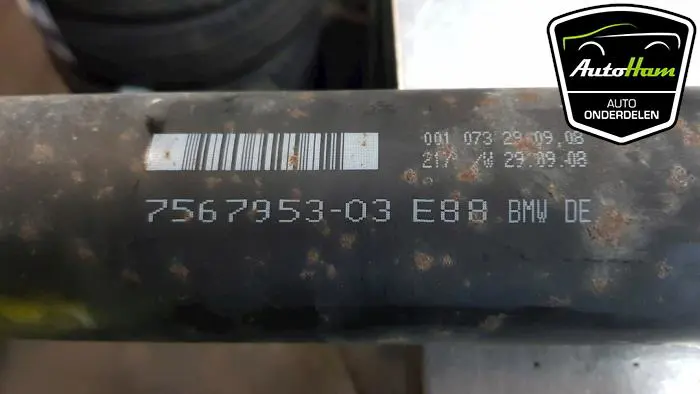 AutoHam
AUTO
ONDERDELEN
001 073 29.09.08
217 /W 29.09.08
7567953-03 E88 BMW DE